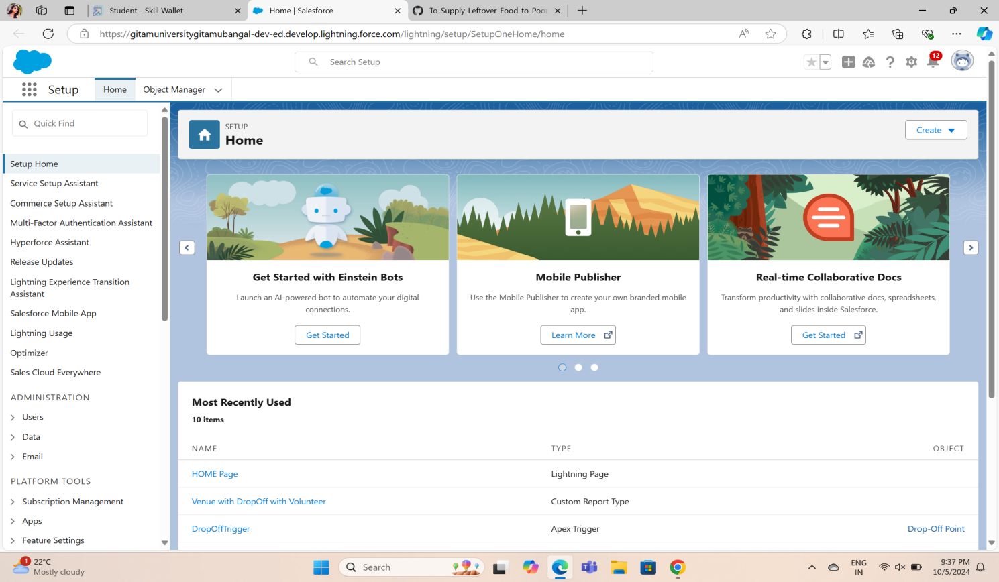 Student - Skill Wallet
Home | Salesforce
To-Supply-Leftover-Food-to-Poor
https://gitamuniversitygitamubangal-dev-ed.develop.lightning.force.com/lightning/setup/SetupOneHome/home
Search Setup
12
Setup
Home
Object Manager
Quick Find
Setup Home
Service Setup Assistant
Commerce Setup Assistant
Multi-Factor Authentication Assistant
Hyperforce Assistant
Release Updates
Lightning Experience Transition
Assistant
Salesforce Mobile App
Lightning Usage
Optimizer
Sales Cloud Everywhere
ADMINISTRATION
Users
Data
Email
PLATFORM TOOLS
Subscription Management
Apps
Feature Settings
SETUP
Home
Create
Get Started with Einstein Bots
Launch an AI-powered bot to automate your digital
connections.
Get Started
Mobile Publisher
Use the Mobile Publisher to create your own branded mobile
app.
Learn More
Real-time Collaborative Docs
Transform productivity with collaborative docs, spreadsheets,
and slides inside Salesforce.
Get Started
Most Recently Used
10 items
NAME TYPE OBJECT
HOME Page Lightning Page
Venue with DropOff with Volunteer Custom Report Type
DropOffTrigger Apex Trigger Drop-Off Point
1
22°C
Mostly cloudy
Search
ENG
IN
9:37 PM
10/5/2024